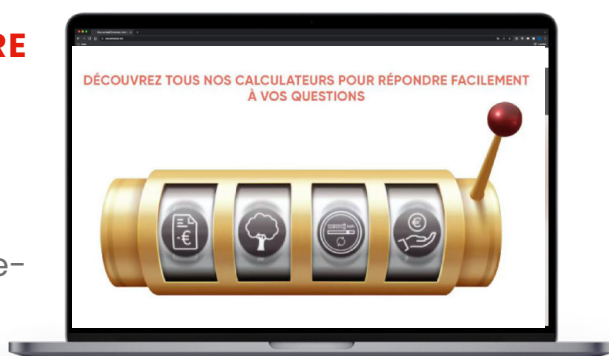 RE
DÉCOUVREZ TOUS NOS CALCULATEURS POUR RÉPONDRE FACILEMENT
À VOS QUESTIONS
e-